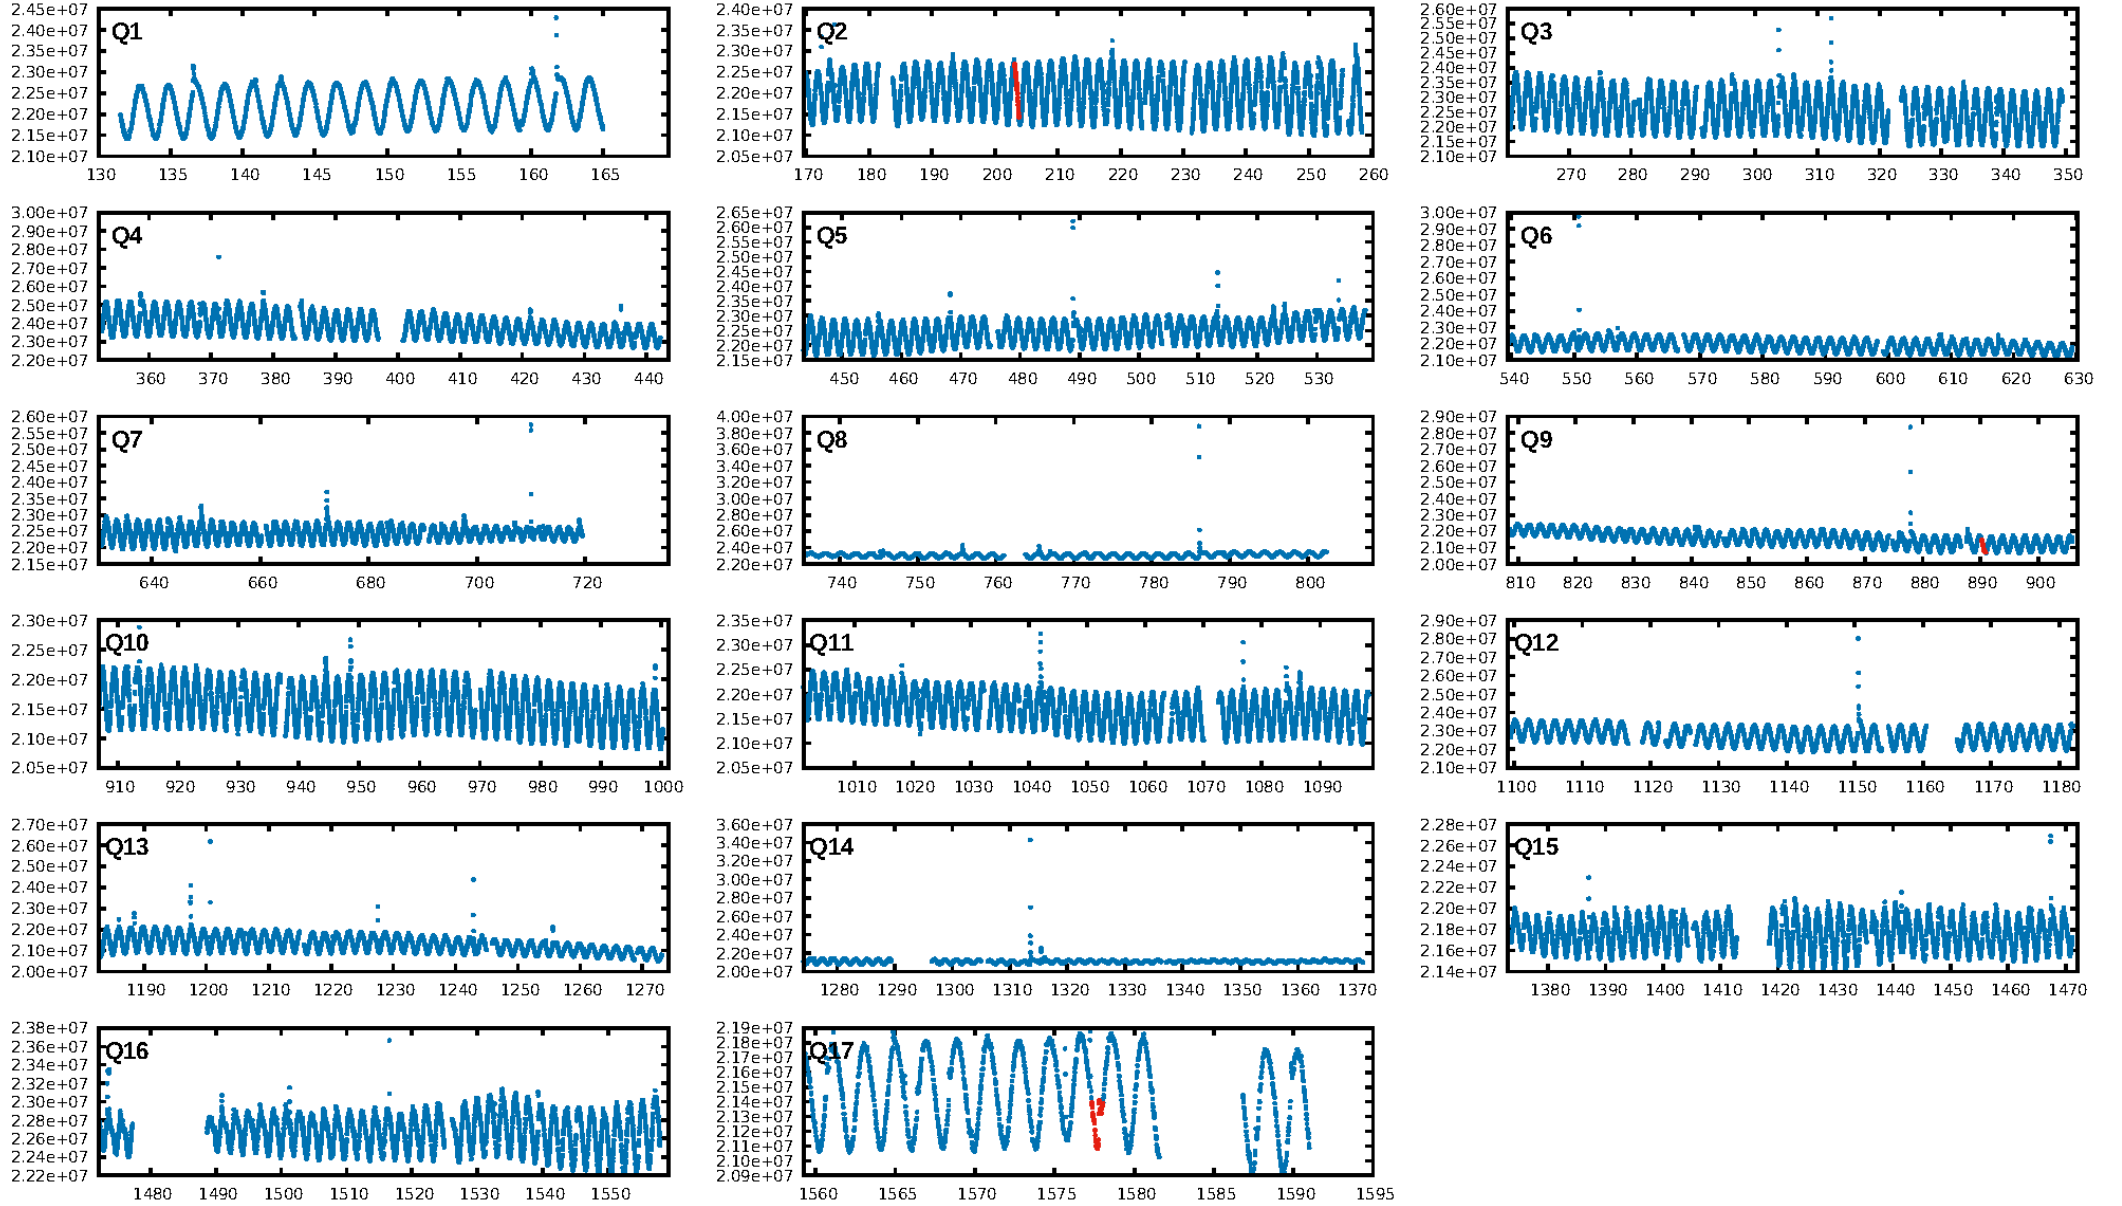 Q1
2.45e+07
2.40e+07
2.35e+07
2.30e+07
2.25e+07
2.20e+07
2.15e+07
2.10e+07
130 135 140 145 150 155 160 165
Q2
2.40e+07
2.35e+07
2.30e+07
2.25e+07
2.20e+07
2.15e+07
2.10e+07
2.05e+07
170 180 190 200 210 220 230 240 250 260
Q3
2.60e+07
2.55e+07
2.50e+07
2.45e+07
2.40e+07
2.35e+07
2.30e+07
2.25e+07
2.20e+07
2.15e+07
2.10e+07
270 280 290 300 310 320 330 340 350
Q4
3.00e+07
2.90e+07
2.80e+07
2.70e+07
2.60e+07
2.50e+07
2.40e+07
2.30e+07
2.20e+07
360 370 380 390 400 410 420 430 440
Q5
2.65e+07
2.60e+07
2.55e+07
2.50e+07
2.45e+07
2.40e+07
2.35e+07
2.30e+07
2.25e+07
2.20e+07
2.15e+07
450 460 470 480 490 500 510 520 530
Q6
3.00e+07
2.90e+07
2.80e+07
2.70e+07
2.60e+07
2.50e+07
2.40e+07
2.30e+07
2.20e+07
2.10e+07
540 550 560 570 580 590 600 610 620 630
Q7
2.60e+07
2.55e+07
2.50e+07
2.45e+07
2.40e+07
2.35e+07
2.30e+07
2.25e+07
2.20e+07
2.15e+07
640 660 680 700 720
Q8
4.00e+07
3.80e+07
3.60e+07
3.40e+07
3.20e+07
3.00e+07
2.80e+07
2.60e+07
2.40e+07
2.20e+07
740 750 760 770 780 790 800
Q9
2.90e+07
2.80e+07
2.70e+07
2.60e+07
2.50e+07
2.40e+07
2.30e+07
2.20e+07
2.10e+07
2.00e+07
810 820 830 840 850 860 870 880 890 900
Q10
2.30e+07
2.25e+07
2.20e+07
2.15e+07
2.10e+07
2.05e+07
910 920 930 940 950 960 970 980 990 1000
Q11
2.35e+07
2.30e+07
2.25e+07
2.20e+07
2.15e+07
2.10e+07
2.05e+07
1010 1020 1030 1040 1050 1060 1070 1080 1090
Q12
2.90e+07
2.80e+07
2.70e+07
2.60e+07
2.50e+07
2.40e+07
2.30e+07
2.20e+07
2.10e+07
1100 1110 1120 1130 1140 1150 1160 1170 1180
Q13
2.70e+07
2.60e+07
2.50e+07
2.40e+07
2.30e+07
2.20e+07
2.10e+07
2.00e+07
1190 1200 1210 1220 1230 1240 1250 1260 1270
Q14
3.60e+07
3.40e+07
3.20e+07
3.00e+07
2.80e+07
2.60e+07
2.40e+07
2.20e+07
2.00e+07
1280 1290 1300 1310 1320 1330 1340 1350 1360 1370
Q15
2.28e+07
2.26e+07
2.24e+07
2.22e+07
2.20e+07
2.18e+07
2.16e+07
2.14e+07
1380 1390 1400 1410 1420 1430 1440 1450 1460 1470
Q16
2.38e+07
2.36e+07
2.34e+07
2.32e+07
2.30e+07
2.28e+07
2.26e+07
2.24e+07
2.22e+07
1480 1490 1500 1510 1520 1530 1540 1550
Q17
2.19e+07
2.18e+07
2.17e+07
2.16e+07
2.15e+07
2.14e+07
2.13e+07
2.12e+07
2.11e+07
2.10e+07
2.09e+07
1560 1565 1570 1575 1580 1585 1590 1595